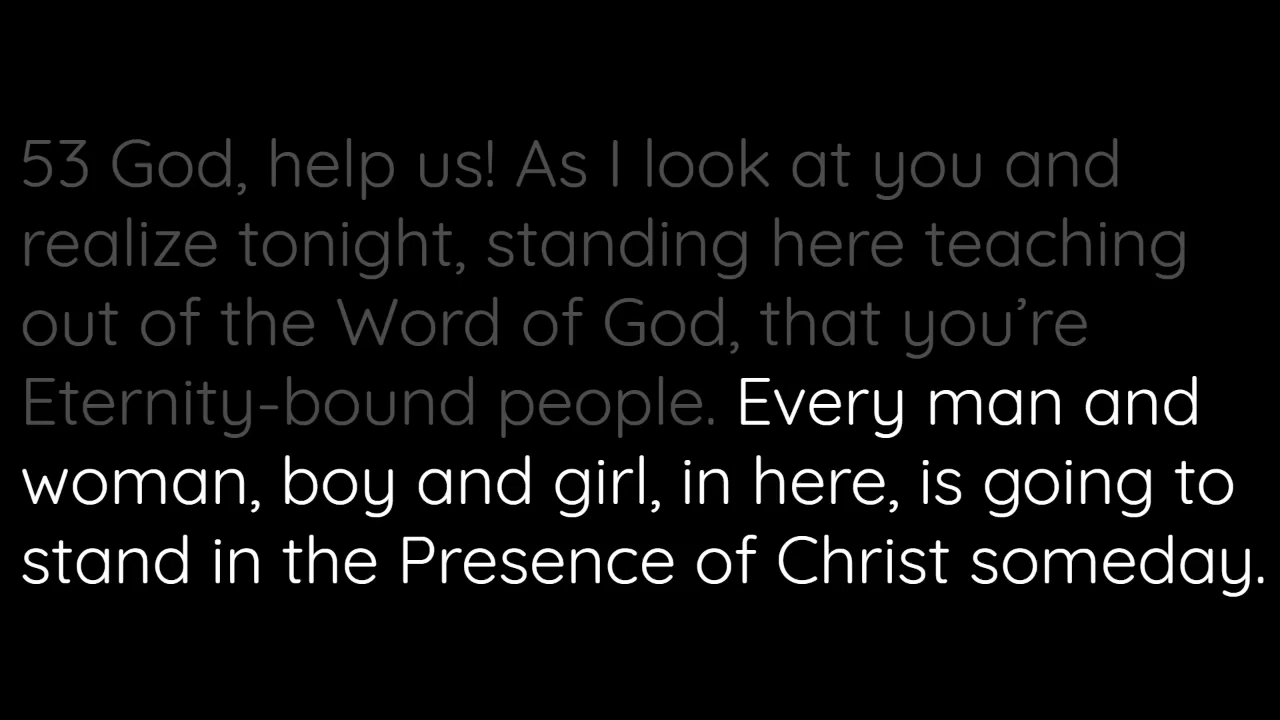 53 God, help us! As I look at you and
realize tonight, standing here teaching
out of the Word of God, that you’re
Eternity-bound people. Every man and
woman, boy and girl, in here, is going to
stand in the Presence of Christ someday.